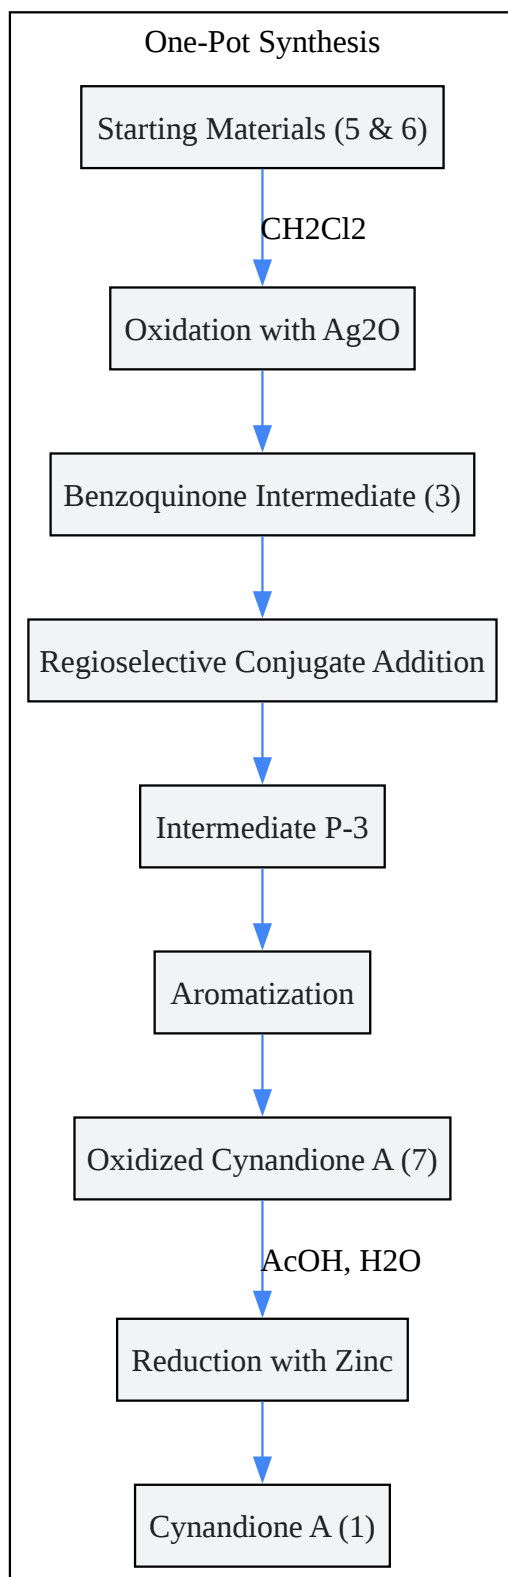 One-Pot Synthesis
Starting Materials (5 & 6)
CH2Cl2
Oxidation with Ag2O
Benzoquinone Intermediate (3)
Regioselective Conjugate Addition
Intermediate P-3
Aromatization
Oxidized Cynandione A (7)
AcOH, H2O
Reduction with Zinc
Cynandione A (1)